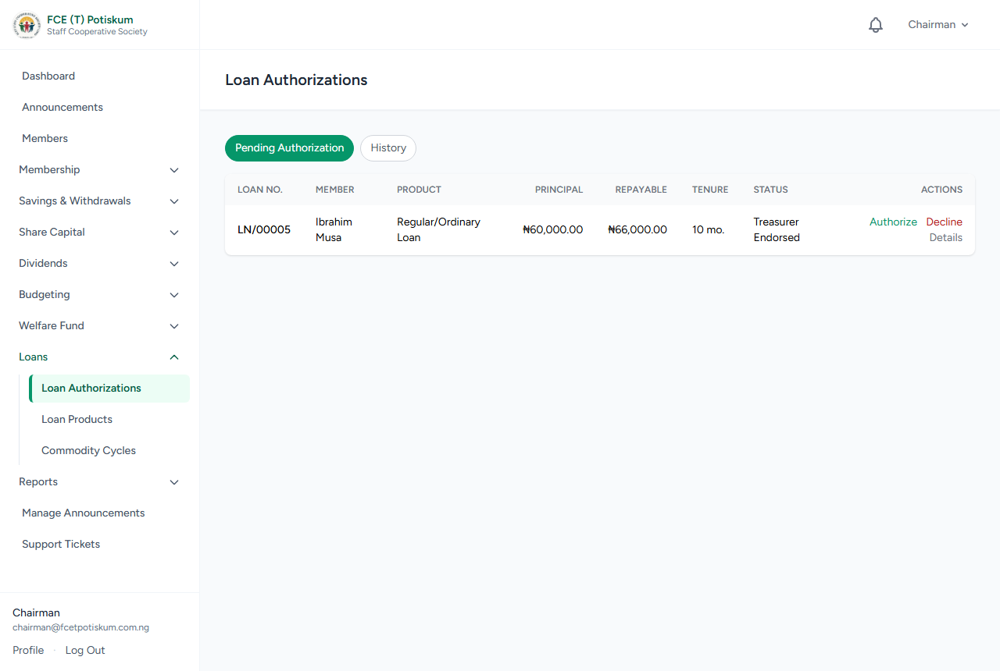 FCE (T) Potiskum
Staff Cooperative Society
Chairman
Dashboard
Announcements
Members
Membership
Savings & Withdrawals
Share Capital
Dividends
Budgeting
Welfare Fund
Loans
Loan Authorizations
Loan Products
Commodity Cycles
Reports
Manage Announcements
Support Tickets
Chairman
chairman@fcetpotiskum.com.ng
Profile · Log Out
Loan Authorizations
Pending Authorization History
LOAN NO. MEMBER PRODUCT PRINCIPAL REPAYABLE TENURE STATUS ACTIONS
LN/00005 Ibrahim Musa Regular/Ordinary Loan ₦60,000.00 ₦66,000.00 10 mo. Treasurer Endorsed Authorize Decline Details